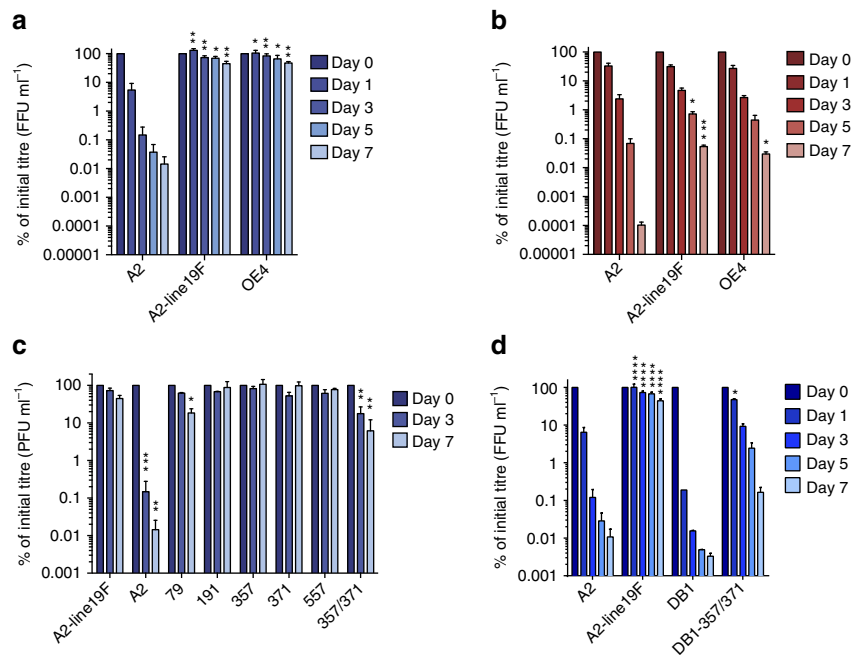 a
% of initial titre (FFU ml⁻¹)
100
10
1
0.1
0.01
0.001
0.0001
0.00001
** ** * **
* ** * **
A2
A2-line19F
OE4
Day 0
Day 1
Day 3
Day 5
Day 7
b
% of initial titre (FFU ml⁻¹)
100
10
1
0.1
0.01
0.001
0.0001
0.00001
* ***
*
A2
A2-line19F
OE4
Day 0
Day 1
Day 3
Day 5
Day 7
c
% of initial titre (PFU ml⁻¹)
100
10
1
0.1
0.01
0.001
*** **
*
** **
A2-line19F
A2
79
191
357
371
557
357/371
Day 0
Day 3
Day 7
d
% of initial titre (FFU ml⁻¹)
100
10
1
0.1
0.01
0.001
**** **** **** ****
*
A2
A2-line19F
DB1
DB1-357/371
Day 0
Day 1
Day 3
Day 5
Day 7